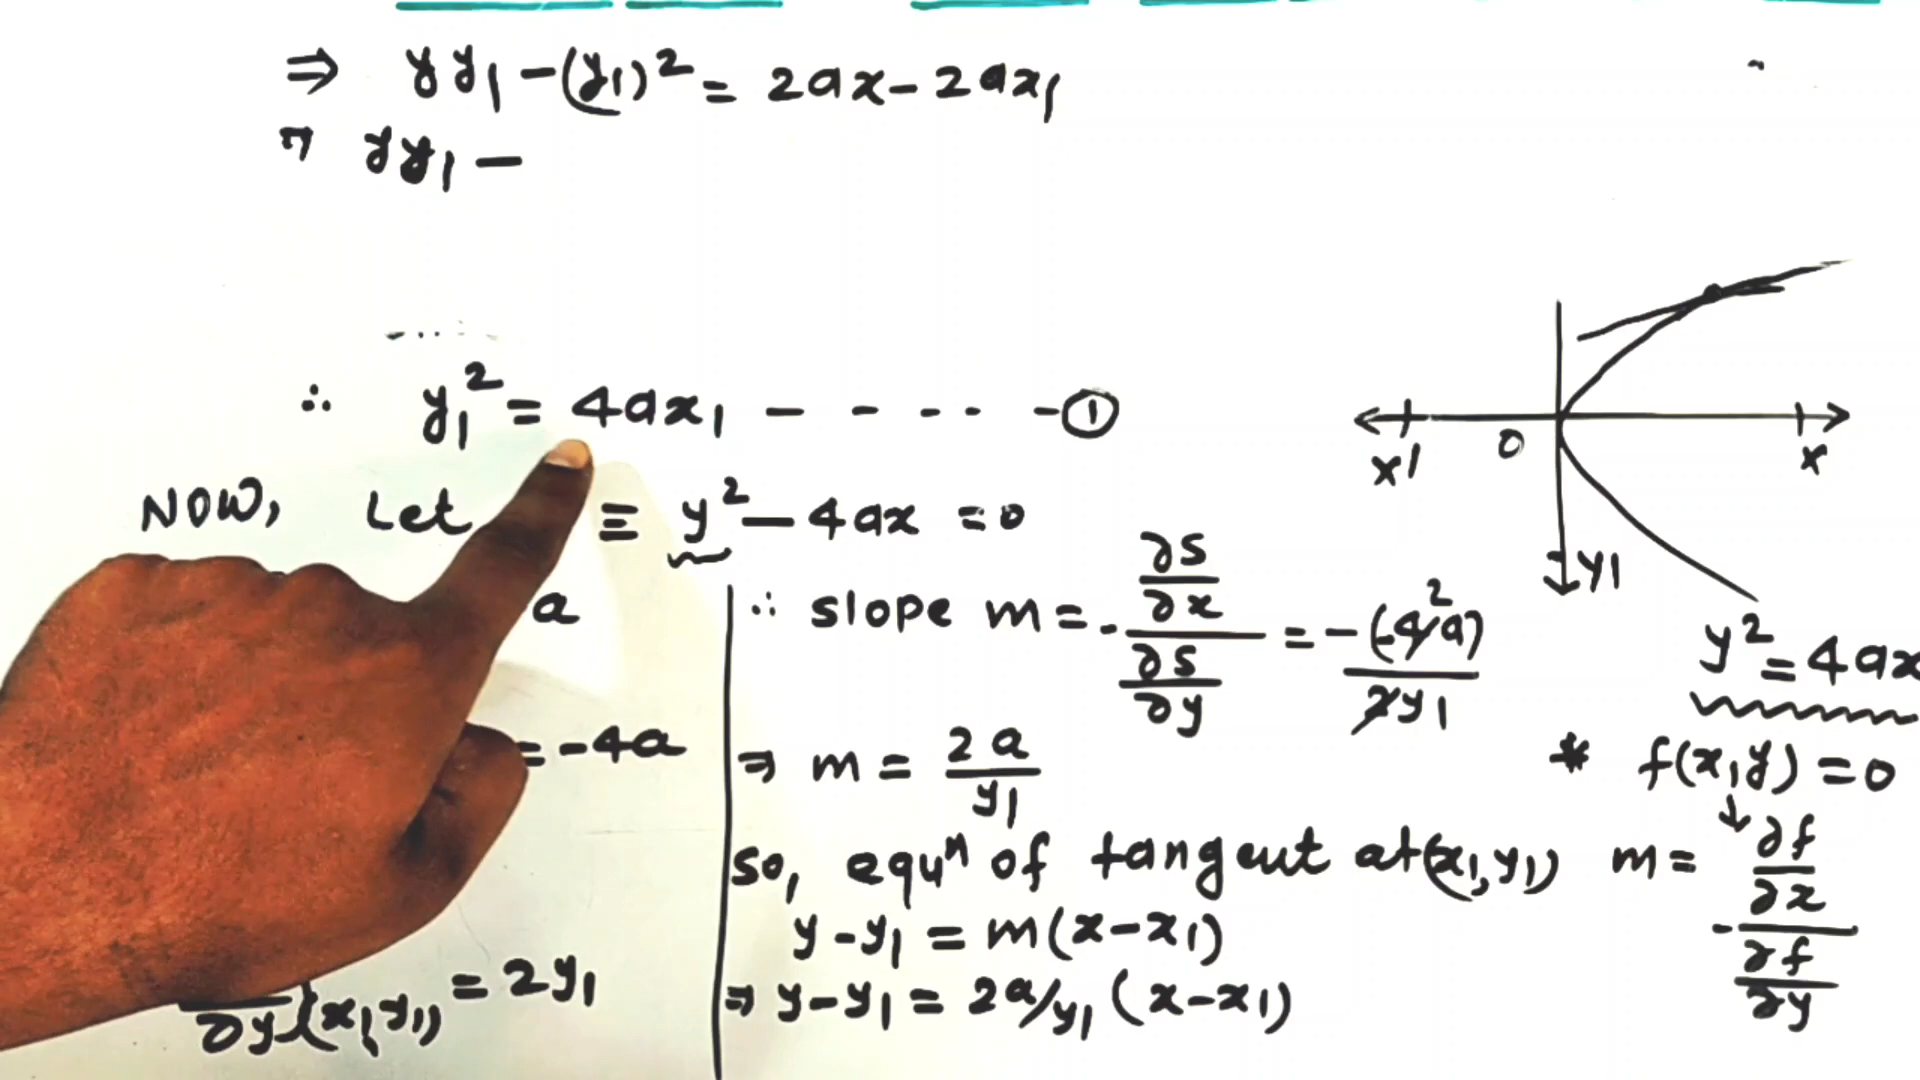 ⇒ yy₁ - (y₁)² = 2ax - 2ax₁
yy₁ -
∴ y₁² = 4ax₁ - - - - - ①
NOW, Let ≡ y² - 4ax = 0
a
= -4a
∂y (x₁, y₁) = 2y₁
∴ slope m = - ∂s/∂x / ∂s/∂y = -(-4a) 2 / 2y₁
⇒ m = 2a / y₁
so, equⁿ of tangent at (x₁, y₁)
y - y₁ = m(x - x₁)
⇒ y - y₁ = 2a/y₁ (x - x₁)
x'
O
x
y'
y² = 4ax
* f(x, y) = 0
m = - ∂f/∂x / ∂f/∂y